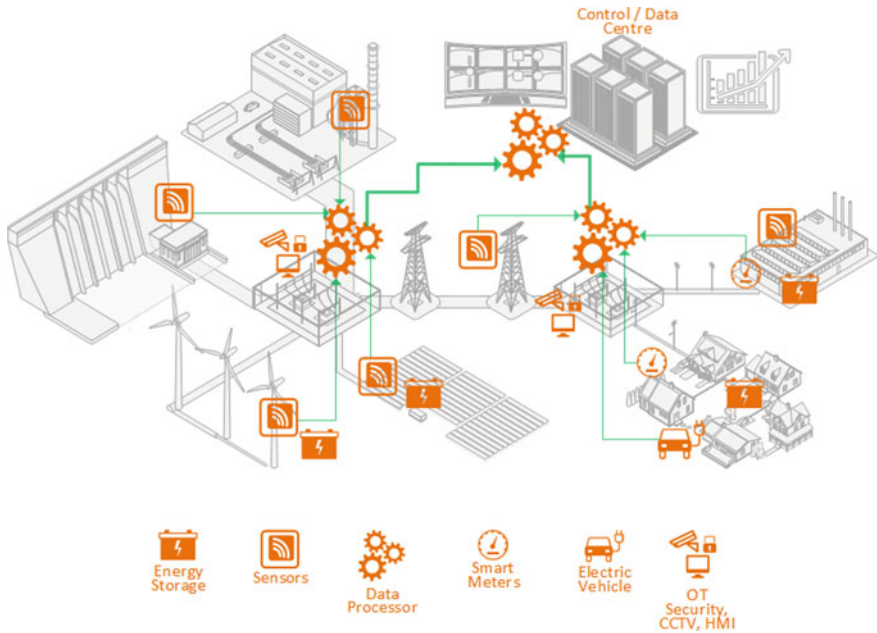 Control / Data
Centre
Energy
Storage
Sensors
Data
Processor
Smart
Meters
Electric
Vehicle
OT
Security,
CCTV, HMI